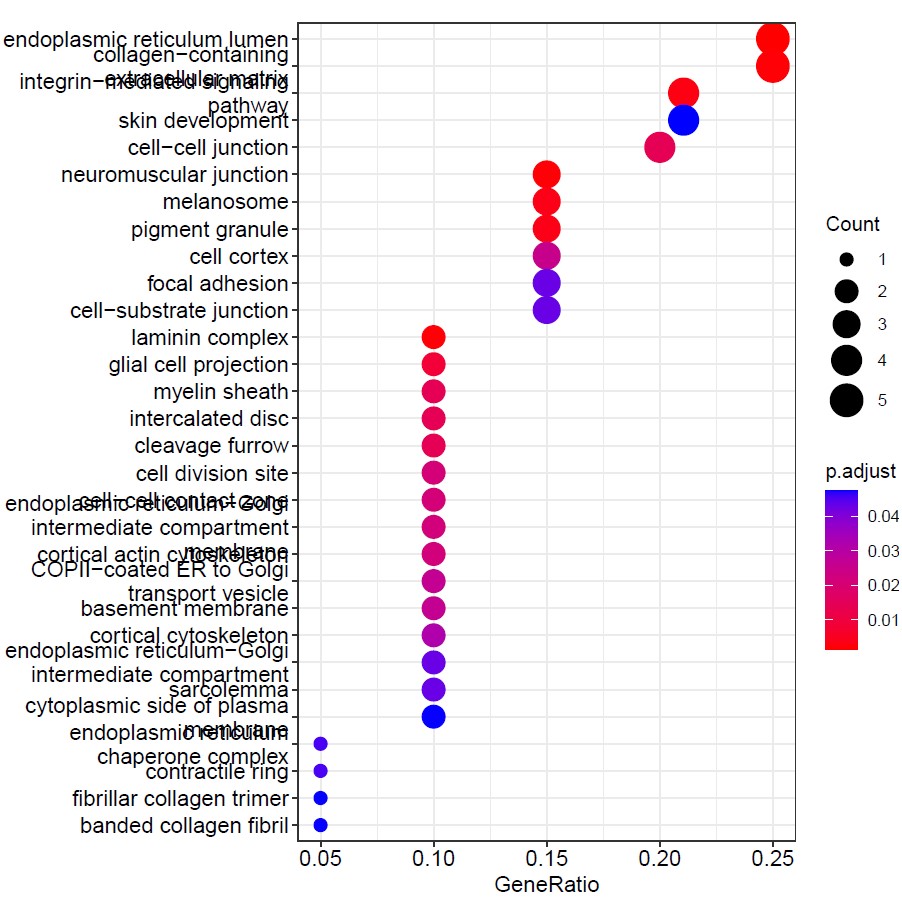 endoplasmic reticulum lumen
collagen−containing
extracellular matrix
integrin−mediated signaling
pathway
skin development
cell−cell junction
neuromuscular junction
melanosome
pigment granule
cell cortex
focal adhesion
cell−substrate junction
laminin complex
glial cell projection
myelin sheath
intercalated disc
cleavage furrow
cell division site
cell−cell contact zone
endoplasmic reticulum−Golgi
intermediate compartment
membrane
cortical actin cytoskeleton
COPII−coated ER to Golgi
transport vesicle
basement membrane
cortical cytoskeleton
endoplasmic reticulum−Golgi
intermediate compartment
sarcolemma
cytoplasmic side of plasma
membrane
endoplasmic reticulum
chaperone complex
contractile ring
fibrillar collagen trimer
banded collagen fibril
0.05 0.10 0.15 0.20 0.25
GeneRatio
Count
1
2
3
4
5
p.adjust
0.04
0.03
0.02
0.01